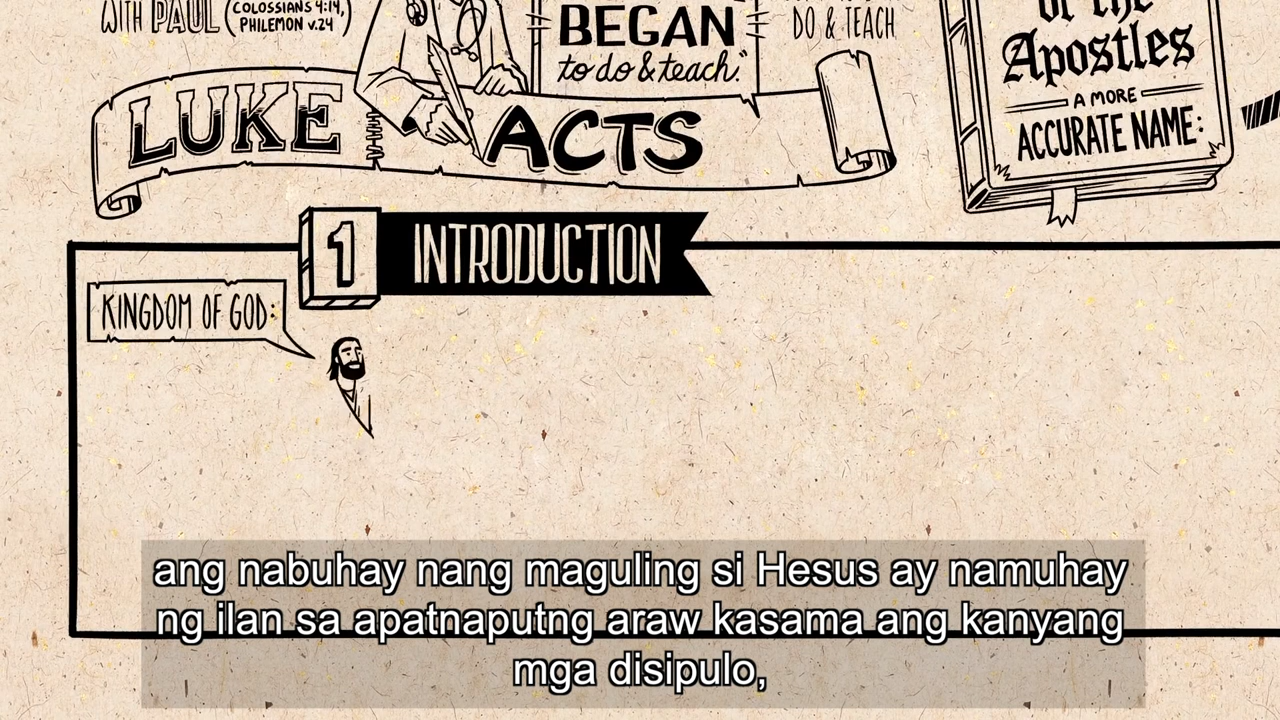 WITH PAUL (COLOSSIANS 4:14,
PHILEMON v.24)
BEGAN
to do & teach."
DO & TEACH
of the
Apostles
A MORE
ACCURATE NAME:
LUKE ACTS
1 INTRODUCTION
KINGDOM OF GOD:
ang nabuhay nang maguling si Hesus ay namuhay
ng ilan sa apatnaputng araw kasama ang kanyang
mga disipulo,